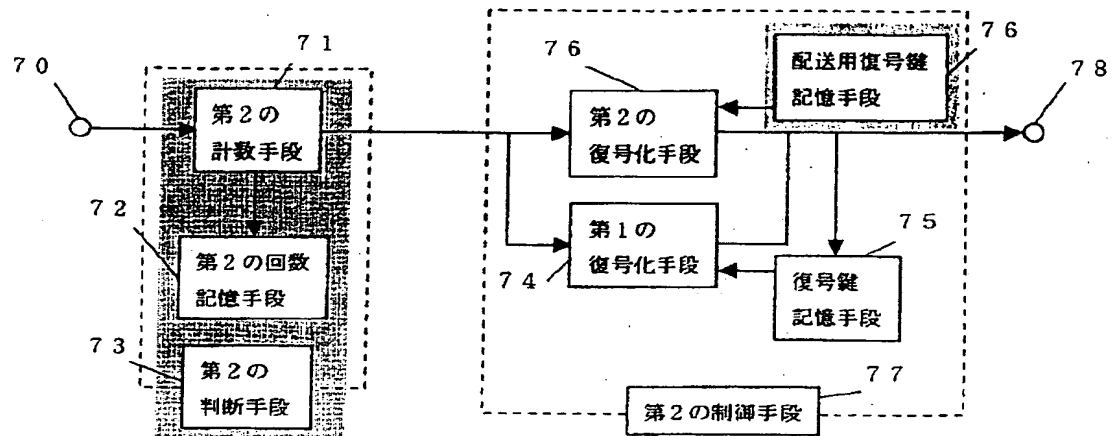 70
71
第2の
計数手段
72
第2の回数
記憶手段
73
第2の
判断手段
76
第2の
復号化手段
76
配送用復号鍵
記憶手段
78
74
第1の
復号化手段
75
復号鍵
記憶手段
77
第2の制御手段